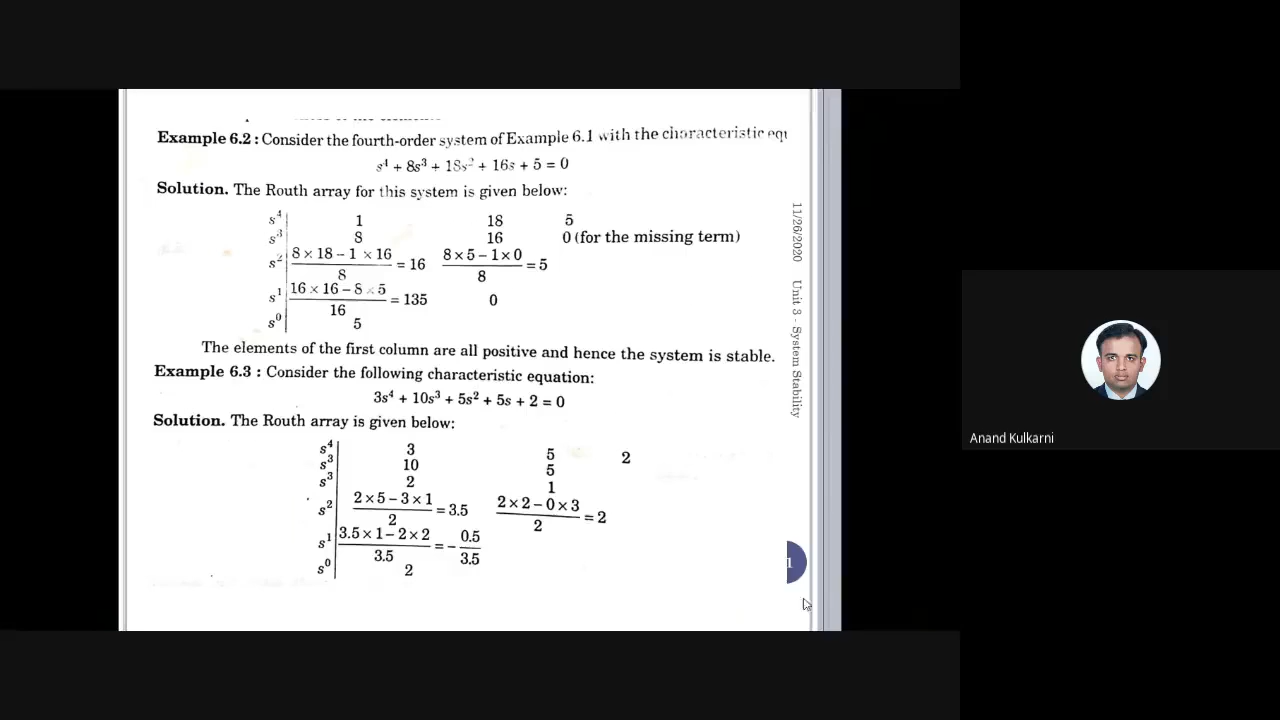 Example 6.2 : Consider the fourth-order system of Example 6.1 with the characteristic equ
s⁴ + 8s³ + 18s² + 16s + 5 = 0
Solution. The Routh array for this system is given below:
s⁴ 1 18 5
s³ 8 16 0 (for the missing term)
s² (8 × 18 – 1 × 16)/8 = 16 (8 × 5 – 1 × 0)/8 = 5
s¹ (16 × 16 – 8 × 5)/16 = 135 0
s⁰ 5
The elements of the first column are all positive and hence the system is stable.
Example 6.3 : Consider the following characteristic equation:
3s⁴ + 10s³ + 5s² + 5s + 2 = 0
Solution. The Routh array is given below:
s⁴ 3 5 2
s³ 10 5
s³ 2 1
s² (2 × 5 – 3 × 1)/2 = 3.5 (2 × 2 – 0 × 3)/2 = 2
s¹ (3.5 × 1 – 2 × 2)/3.5 = – 0.5/3.5
s⁰ 2
11/26/2020 Unit 3 - System Stability
1
Anand Kulkarni